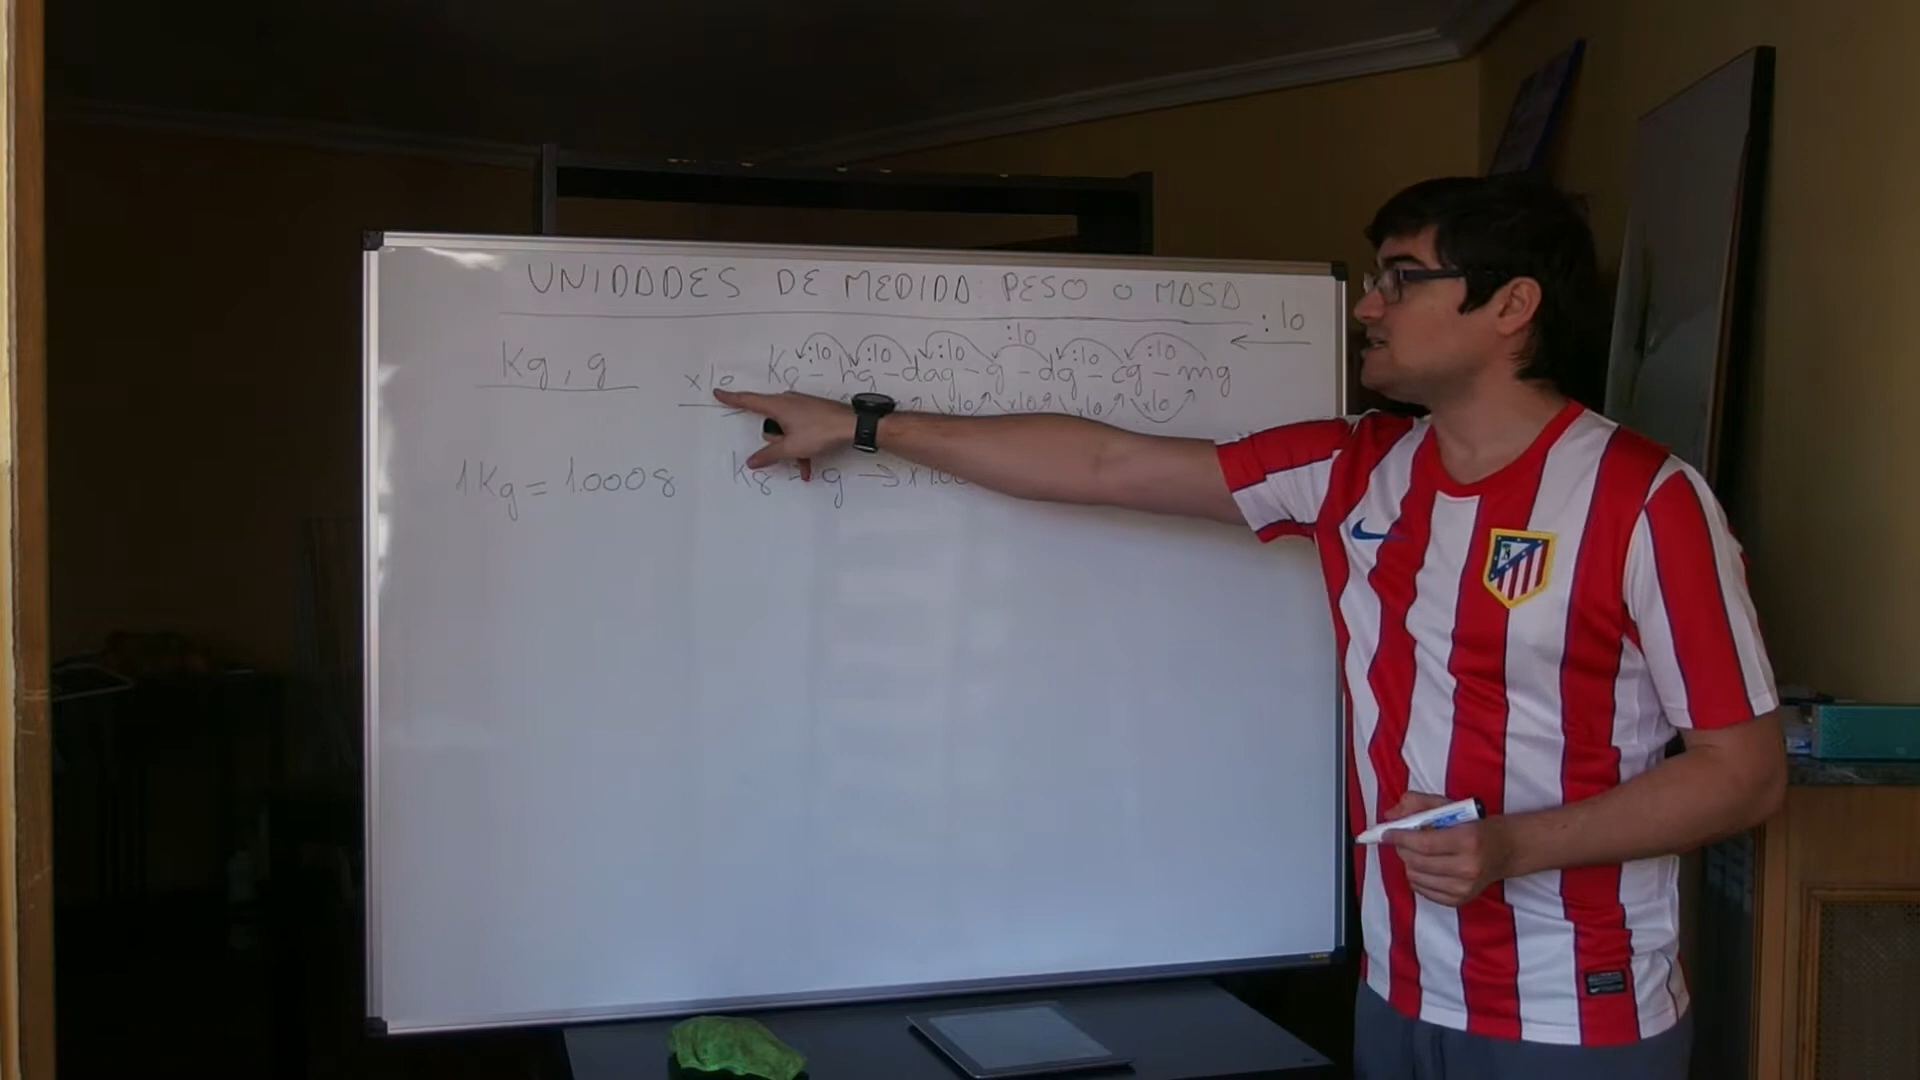 UNIDADES DE MEDIDA: PESO O MASA
:10
Kg, g
:10 :10 :10 :10 :10 :10
x10 Kg - hg - dag - g - dg - cg - mg
x10 x10 x10 x10
1Kg = 1.000g Kg → g → x 1.00